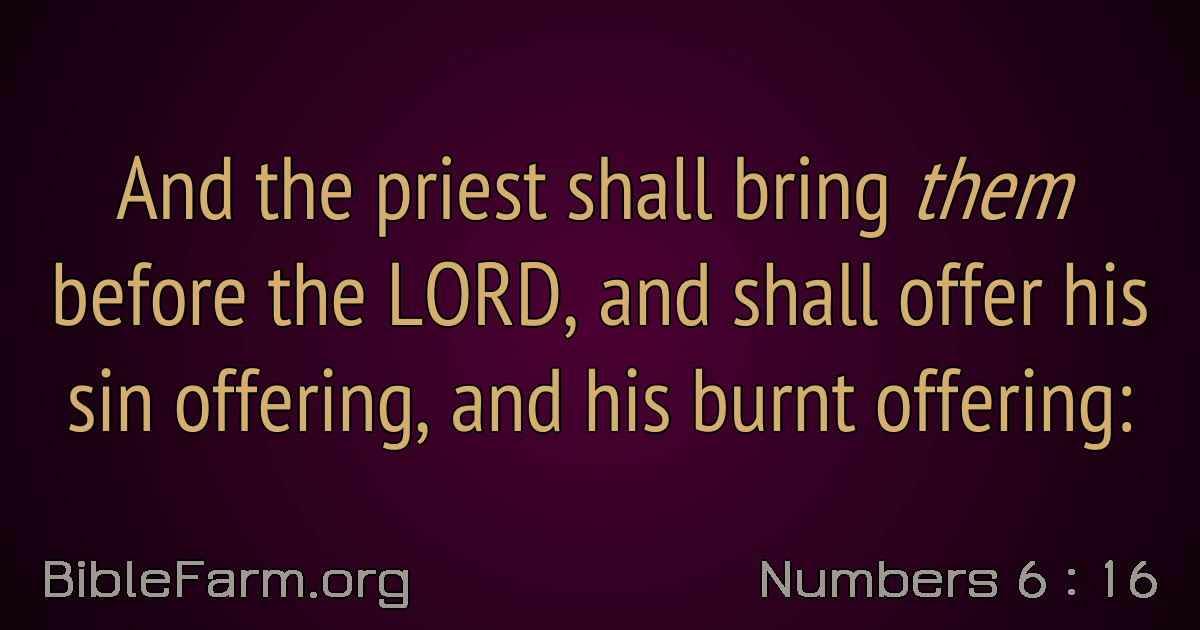 And the priest shall bring them
before the LORD, and shall offer his
sin offering, and his burnt offering:
BibleFarm.org
Numbers 6 : 16